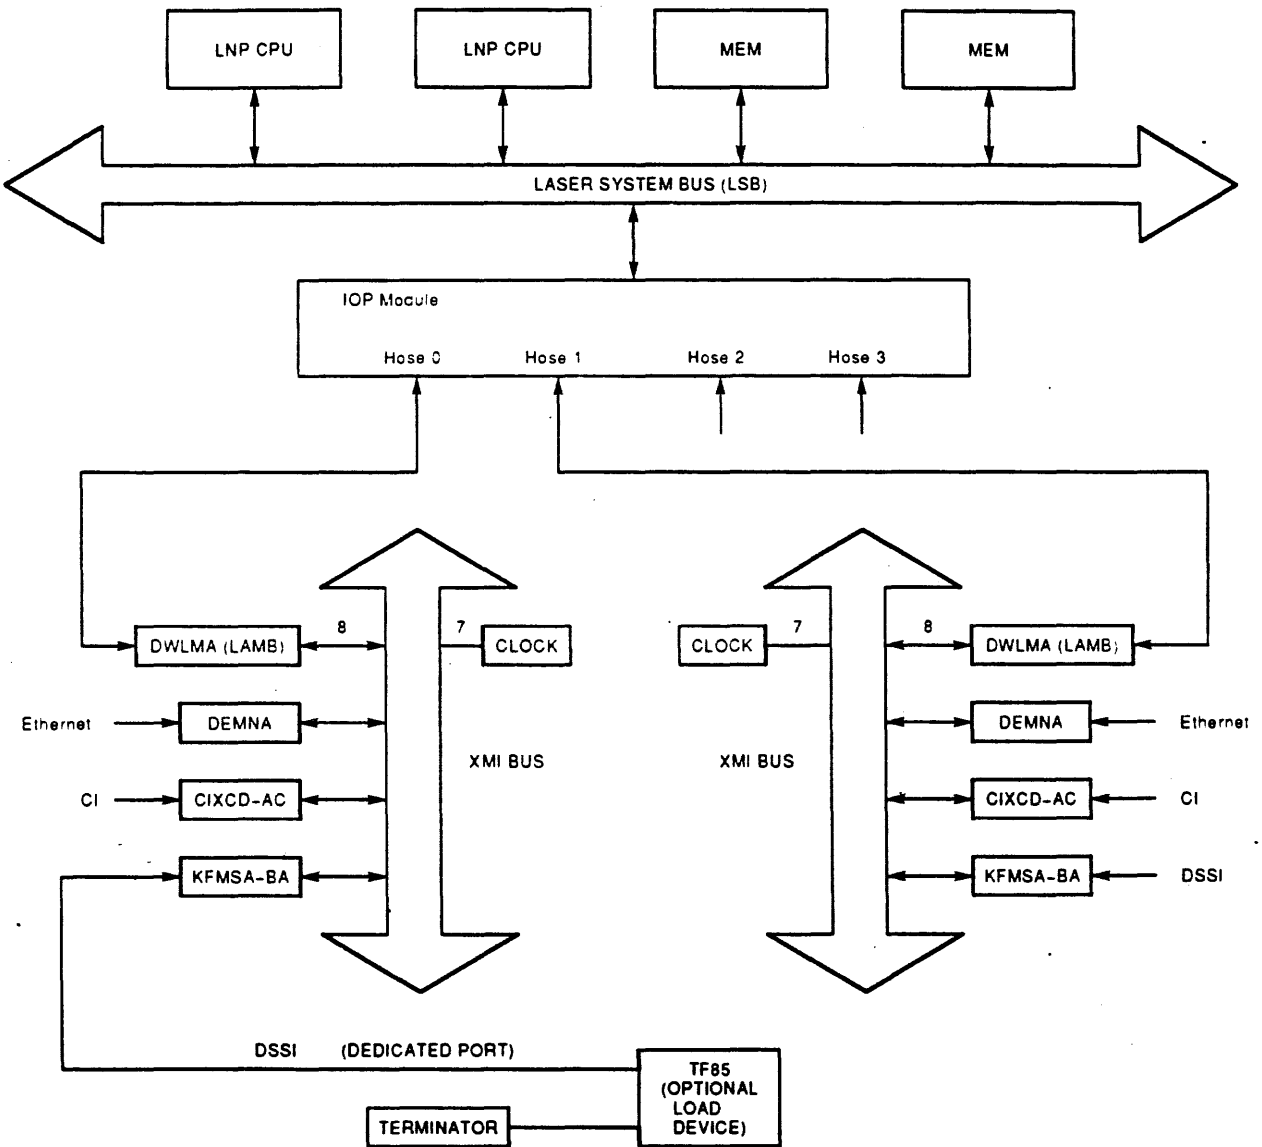 LNP CPU
LNP CPU
MEM
MEM
LASER SYSTEM BUS (LSB)
IOP Module
Hose 0
Hose 1
Hose 2
Hose 3
DWLMA (LAMB)
8
7
CLOCK
CLOCK
7
8
DWLMA (LAMB)
Ethernet
DEMNA
DEMNA
Ethernet
XMI BUS
XMI BUS
CI
CIXCD-AC
CIXCD-AC
CI
KFMSA-BA
KFMSA-BA
DSSI
DSSI (DEDICATED PORT)
TF85
(OPTIONAL
LOAD
DEVICE)
TERMINATOR